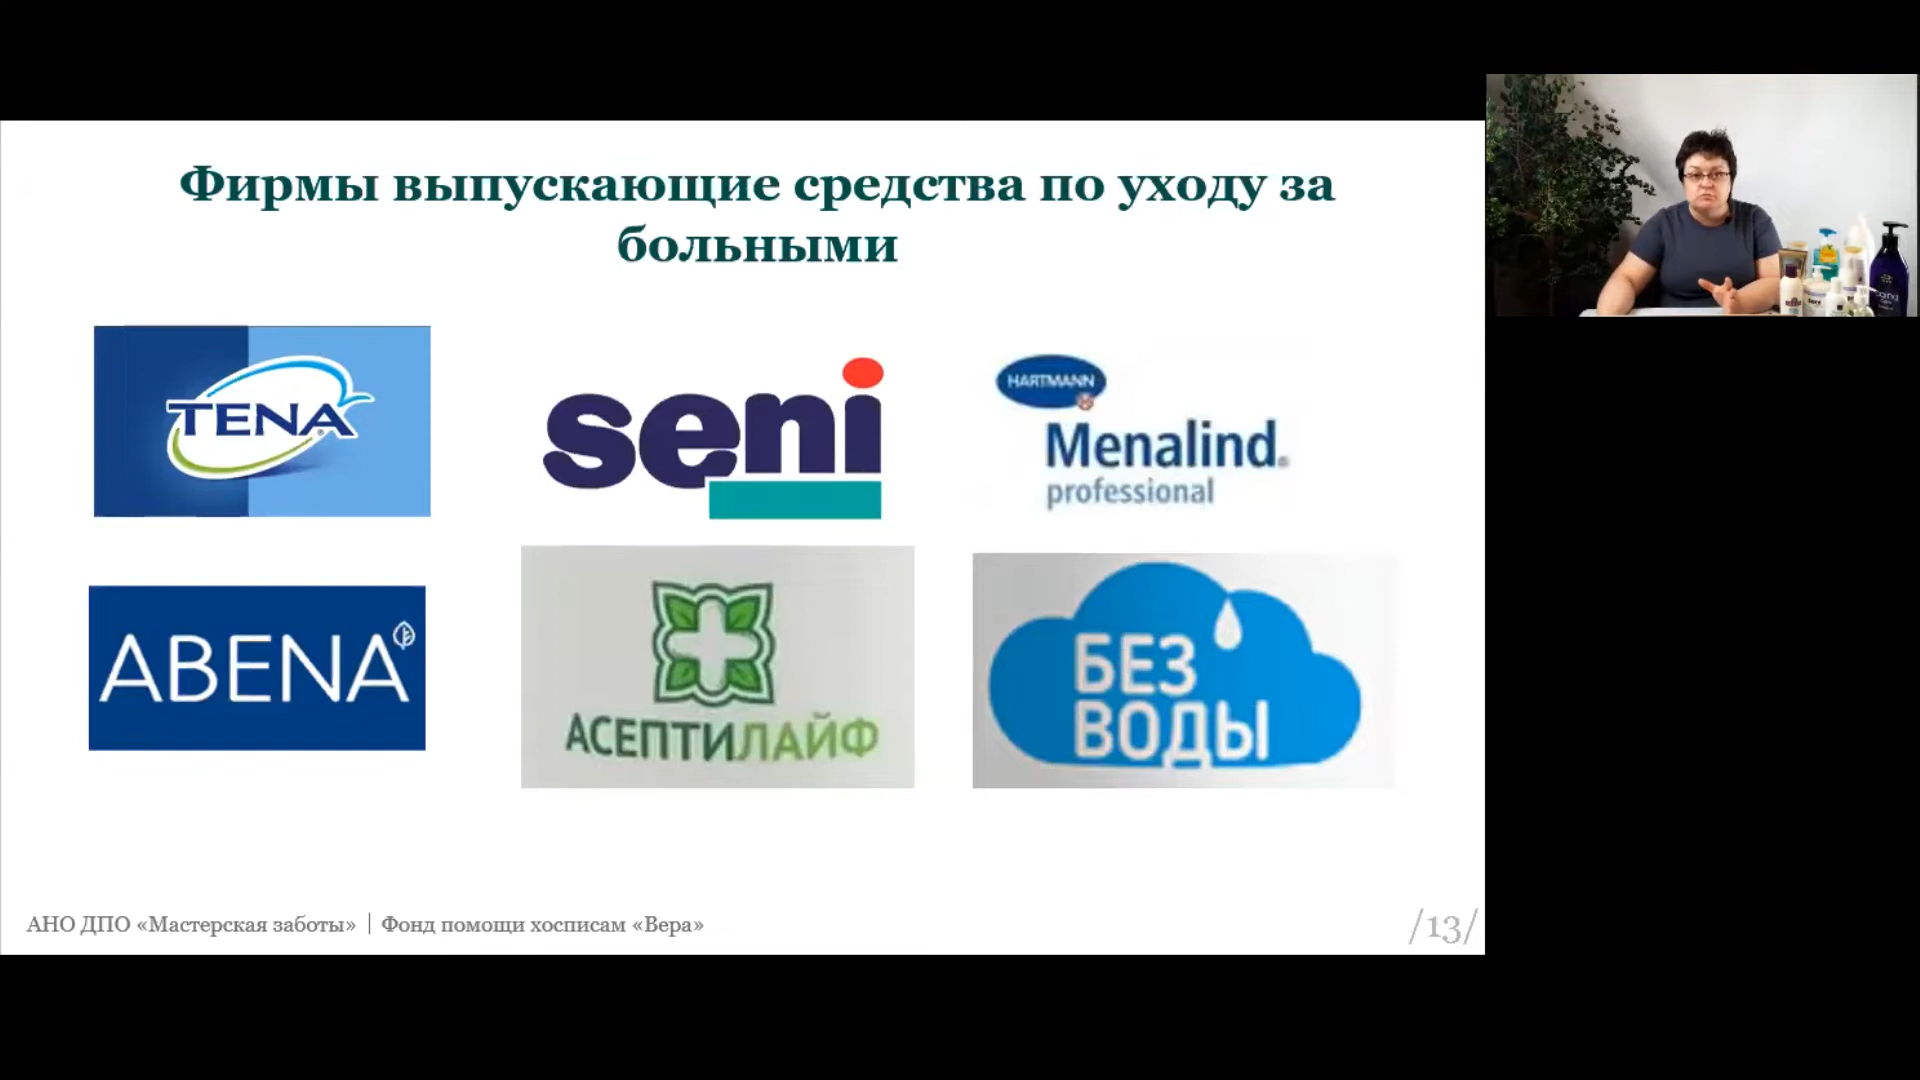 Фирмы выпускающие средства по уходу за
больными
TENA
seni
HARTMANN
Menalind®
professional
ABENA
АСЕПТИЛАЙФ
БЕЗ
ВОДЫ
АНО ДПО «Мастерская заботы» | Фонд помощи хосписам «Вера»
/13/